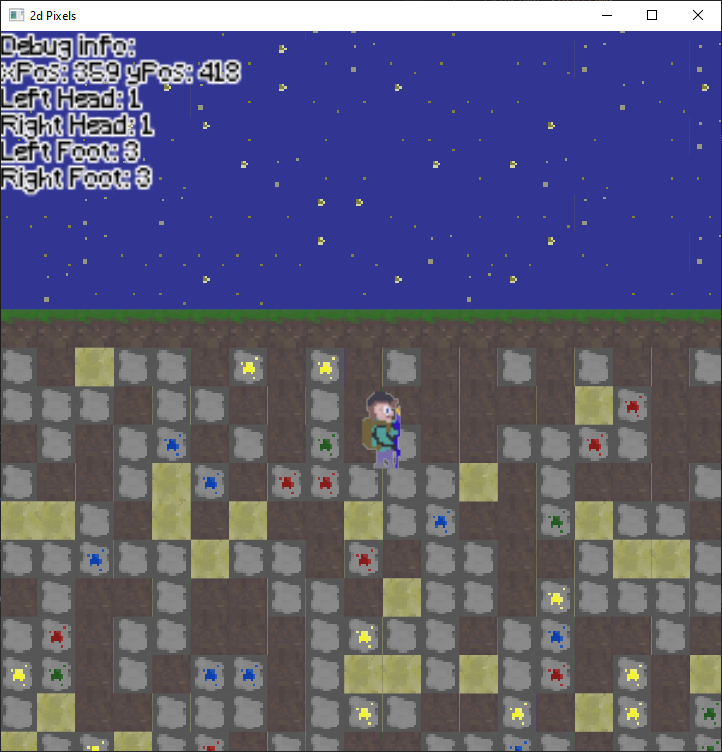 2d Pixels
Debug info:
xPos: 359 yPos: 418
Left Head: 1
Right Head: 1
Left Foot: 3
Right Foot: 3